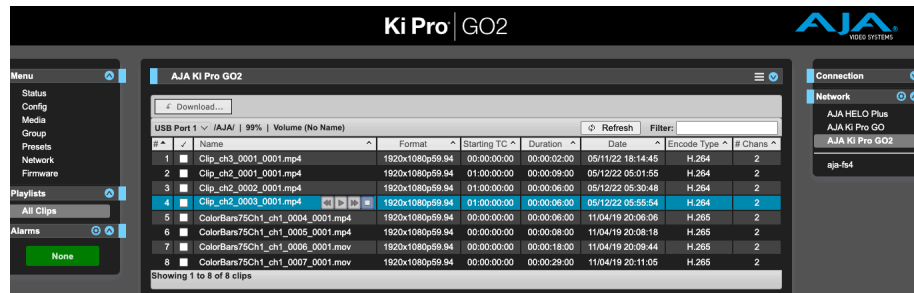 Ki Pro GO2
AJA
VIDEO SYSTEMS
Menu
Status
Config
Media
Group
Presets
Network
Firmware
Playlists
All Clips
Alarms
None
AJA Ki Pro GO2
Download...
USB Port 1 /AJA/ | 99% | Volume (No Name) Refresh Filter:
# ✓ Name Format Starting TC Duration Date Encode Type # Chans
1 Clip_ch3_0001_0001.mp4 1920x1080p59.94 00:00:00:00 00:00:02:00 05/11/22 18:14:45 H.264 2
2 Clip_ch2_0001_0001.mp4 1920x1080p59.94 01:00:00:00 00:00:09:00 05/12/22 05:01:55 H.264 2
3 Clip_ch2_0002_0001.mp4 1920x1080p59.94 01:00:00:00 00:00:06:00 05/12/22 05:30:48 H.264 2
4 Clip_ch2_0003_0001.mp4 1920x1080p59.94 01:00:00:00 00:00:06:00 05/12/22 05:55:54 H.264 2
5 ColorBars75Ch1_ch1_0004_0001.mp4 1920x1080p59.94 00:00:00:00 00:00:06:00 11/04/19 20:06:06 H.265 2
6 ColorBars75Ch1_ch1_0005_0001.mp4 1920x1080p59.94 00:00:00:00 00:00:08:00 11/04/19 20:08:18 H.265 2
7 ColorBars75Ch1_ch1_0006_0001.mov 1920x1080p59.94 00:00:00:00 00:00:18:00 11/04/19 20:09:44 H.265 2
8 ColorBars75Ch1_ch1_0007_0001.mov 1920x1080p59.94 00:00:00:00 00:00:29:00 11/04/19 20:11:05 H.265 2
Showing 1 to 8 of 8 clips
Connection
Network
AJA HELO Plus
AJA Ki Pro GO
AJA Ki Pro GO2
aja-fs4